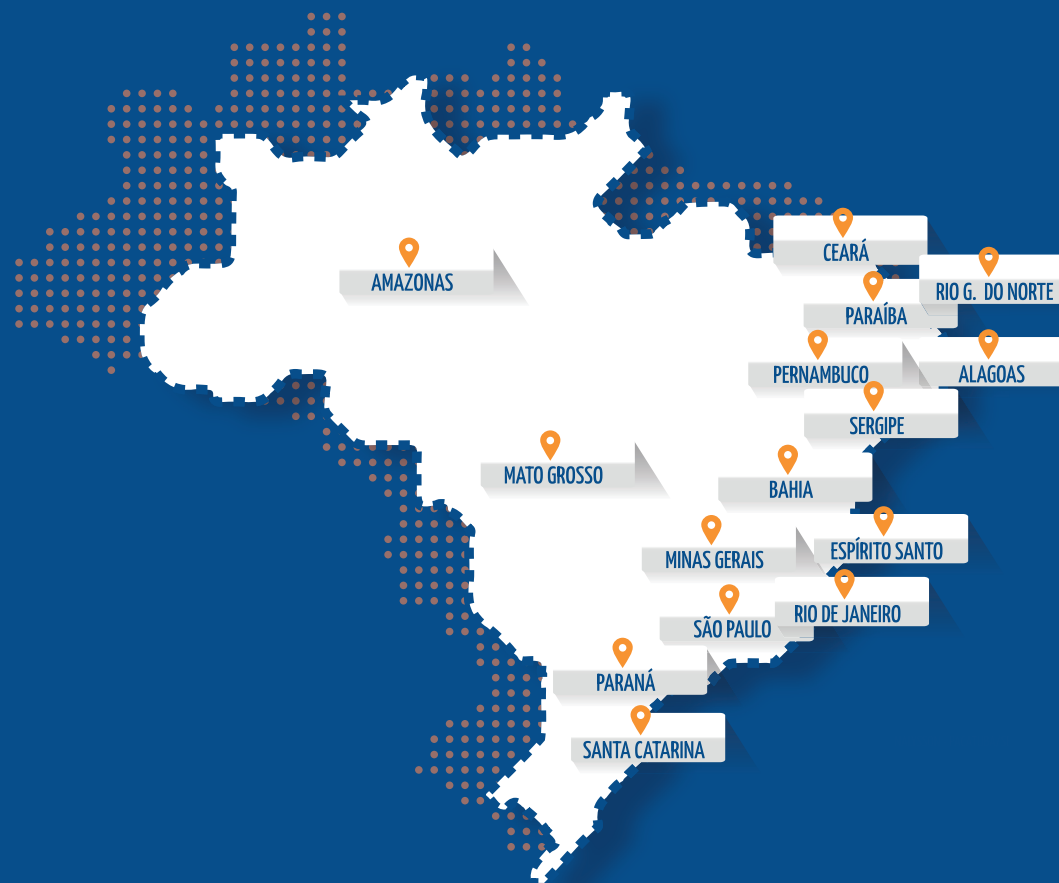 CEARÁ
AMAZONAS
RIO G. DO NORTE
PARAÍBA
PERNAMBUCO
ALAGOAS
SERGIPE
MATO GROSSO
BAHIA
MINAS GERAIS
ESPÍRITO SANTO
RIO DE JANEIRO
SÃO PAULO
PARANÁ
SANTA CATARINA